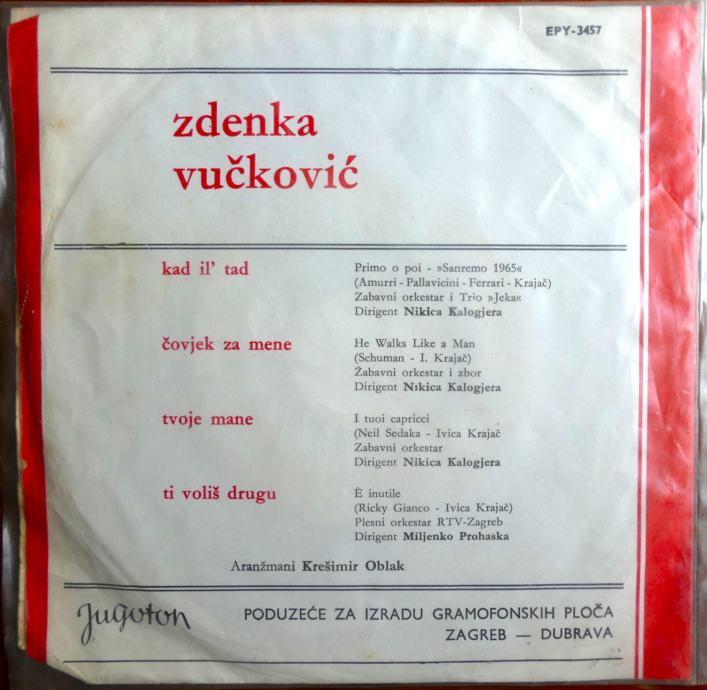 EPY-3457
zdenka
vučković
kad il' tad
Primo o poi - »Sanremo 1965«
(Amurri - Pallavicini - Ferrari - Krajač)
Zabavni orkestar i Trio »Jeka«
Dirigent Nikica Kalogjera
čovjek za mene
He Walks Like a Man
(Schuman - I. Krajač)
Žabavni orkestar i zbor
Dirigent Nikica Kalogjera
tvoje mane
I tuoi capricci
(Neil Sedaka - Ivica Krajač
Zabavni orkestar
Dirigent Nikica Kalogjera
ti voliš drugu
È inutile
(Ricky Gianco - Ivica Krajač)
Plesni orkestar RTV-Zagreb
Dirigent Miljenko Prohaska
Aranžmani Krešimir Oblak
Jugoton
PODUZEĆE ZA IZRADU GRAMOFONSKIH PLOČA
ZAGREB — DUBRAVA